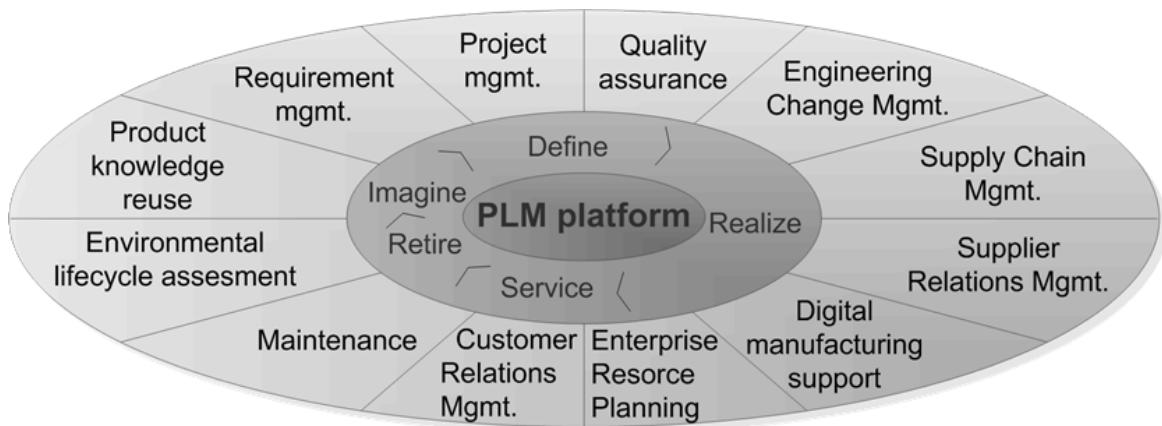 Project
mgmt.
Quality
assurance
Engineering
Change Mgmt.
Supply Chain
Mgmt.
Supplier
Relations Mgmt.
Digital
manufacturing
support
Enterprise
Resorce
Planning
Customer
Relations
Mgmt.
Maintenance
Environmental
lifecycle assesment
Product
knowledge
reuse
Requirement
mgmt.
Define
Imagine
PLM platform
Realize
Retire
Service